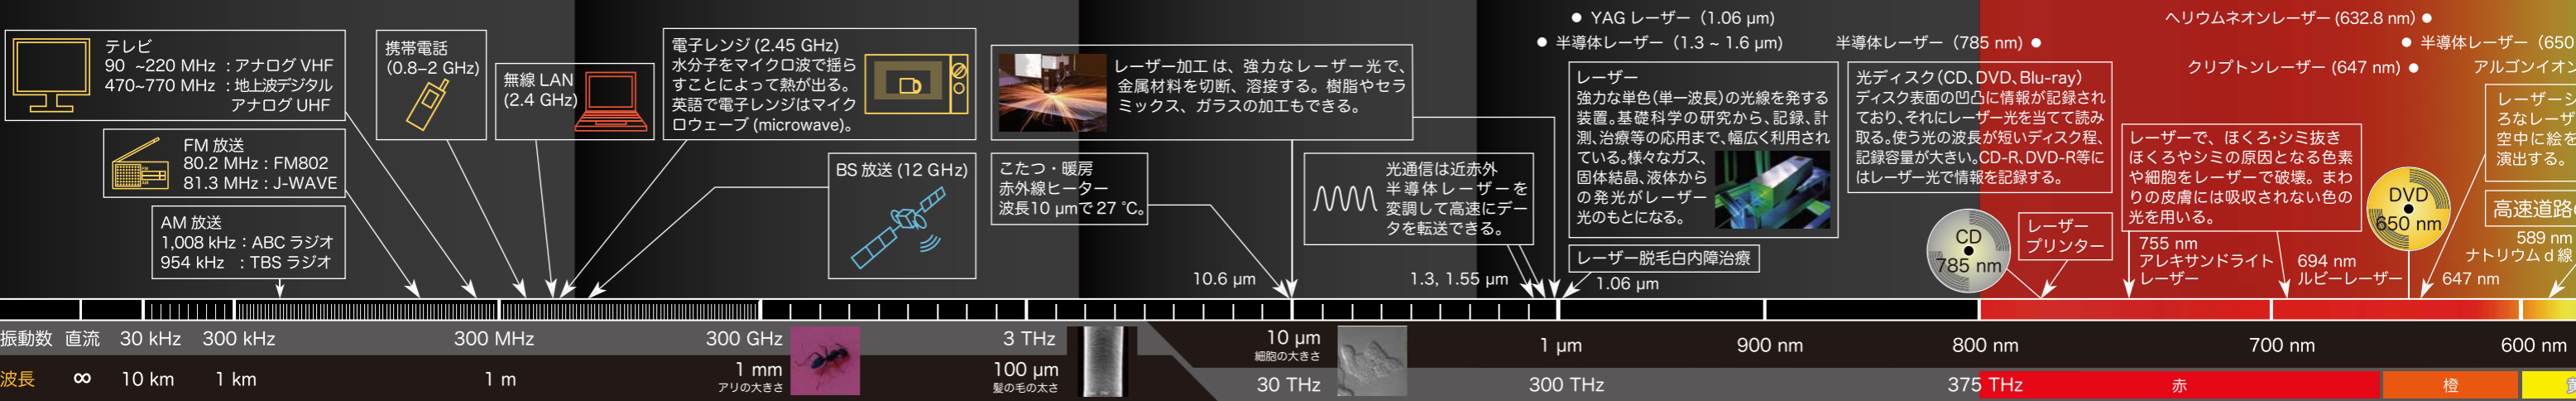 テレビ
90 ~220 MHz : アナログ VHF
470~770 MHz : 地上波デジタル
アナログ UHF
FM 放送
80.2 MHz : FM802
81.3 MHz : J-WAVE
AM 放送
1,008 kHz : ABC ラジオ
954 kHz : TBS ラジオ
携帯電話
(0.8–2 GHz)
無線 LAN
(2.4 GHz)
電子レンジ (2.45 GHz)
水分子をマイクロ波で揺ら
すことによって熱が出る。
英語で電子レンジはマイク
ロウェーブ (microwave)。
BS 放送 (12 GHz)
レーザー加工 は、強力なレーザー光で、
金属材料を切断、溶接する。樹脂やセラ
ミックス、ガラスの加工もできる。
こたつ・暖房
赤外線ヒーター
波長10 µmで 27 ℃。
10.6 µm
光通信は近赤外
半導体レーザーを
変調して高速にデー
タを転送できる。
1.3, 1.55 µm
● YAG レーザー (1.06 µm)
● 半導体レーザー (1.3 ~ 1.6 µm)
レーザー
強力な単色(単一波長)の光線を発する
装置。基礎科学の研究から、記録、計
測、治療等の応用まで、幅広く利用され
ている。様々なガス、
固体結晶、液体から
の発光がレーザー
光のもとになる。
レーザー脱毛白内障治療
1.06 µm
半導体レーザー (785 nm) ●
光ディスク(CD、DVD、Blu-ray)
ディスク表面の凹凸に情報が記録され
ており、それにレーザー光を当てて読み
取る。使う光の波長が短いディスク程、
記録容量が大きい。CD-R、DVD-R等に
はレーザー光で情報を記録する。
CD
785 nm
レーザー
プリンター
ヘリウムネオンレーザー (632.8 nm) ●
● 半導体レーザー (650
クリプトンレーザー (647 nm) ●
アルゴンイオン
レーザーで、ほくろ・シミ抜き
ほくろやシミの原因となる色素
や細胞をレーザーで破壊。まわ
りの皮膚には吸収されない色の
光を用いる。
755 nm
アレキサンドライト
レーザー
694 nm
ルビーレーザー
DVD
650 nm
647 nm
レーザーシ
ろなレーザ
空中に絵を
演出する。
高速道路の
589 nm
ナトリウム d 線
振動数 直流 30 kHz 300 kHz 300 MHz 300 GHz 3 THz 10 µm 1 µm 900 nm 800 nm 700 nm 600 nm
細胞の大きさ
波長 ∞ 10 km 1 km 1 m 1 mm 100 µm 30 THz 300 THz 375 THz 赤 橙
アリの大きさ 髪の毛の太さ